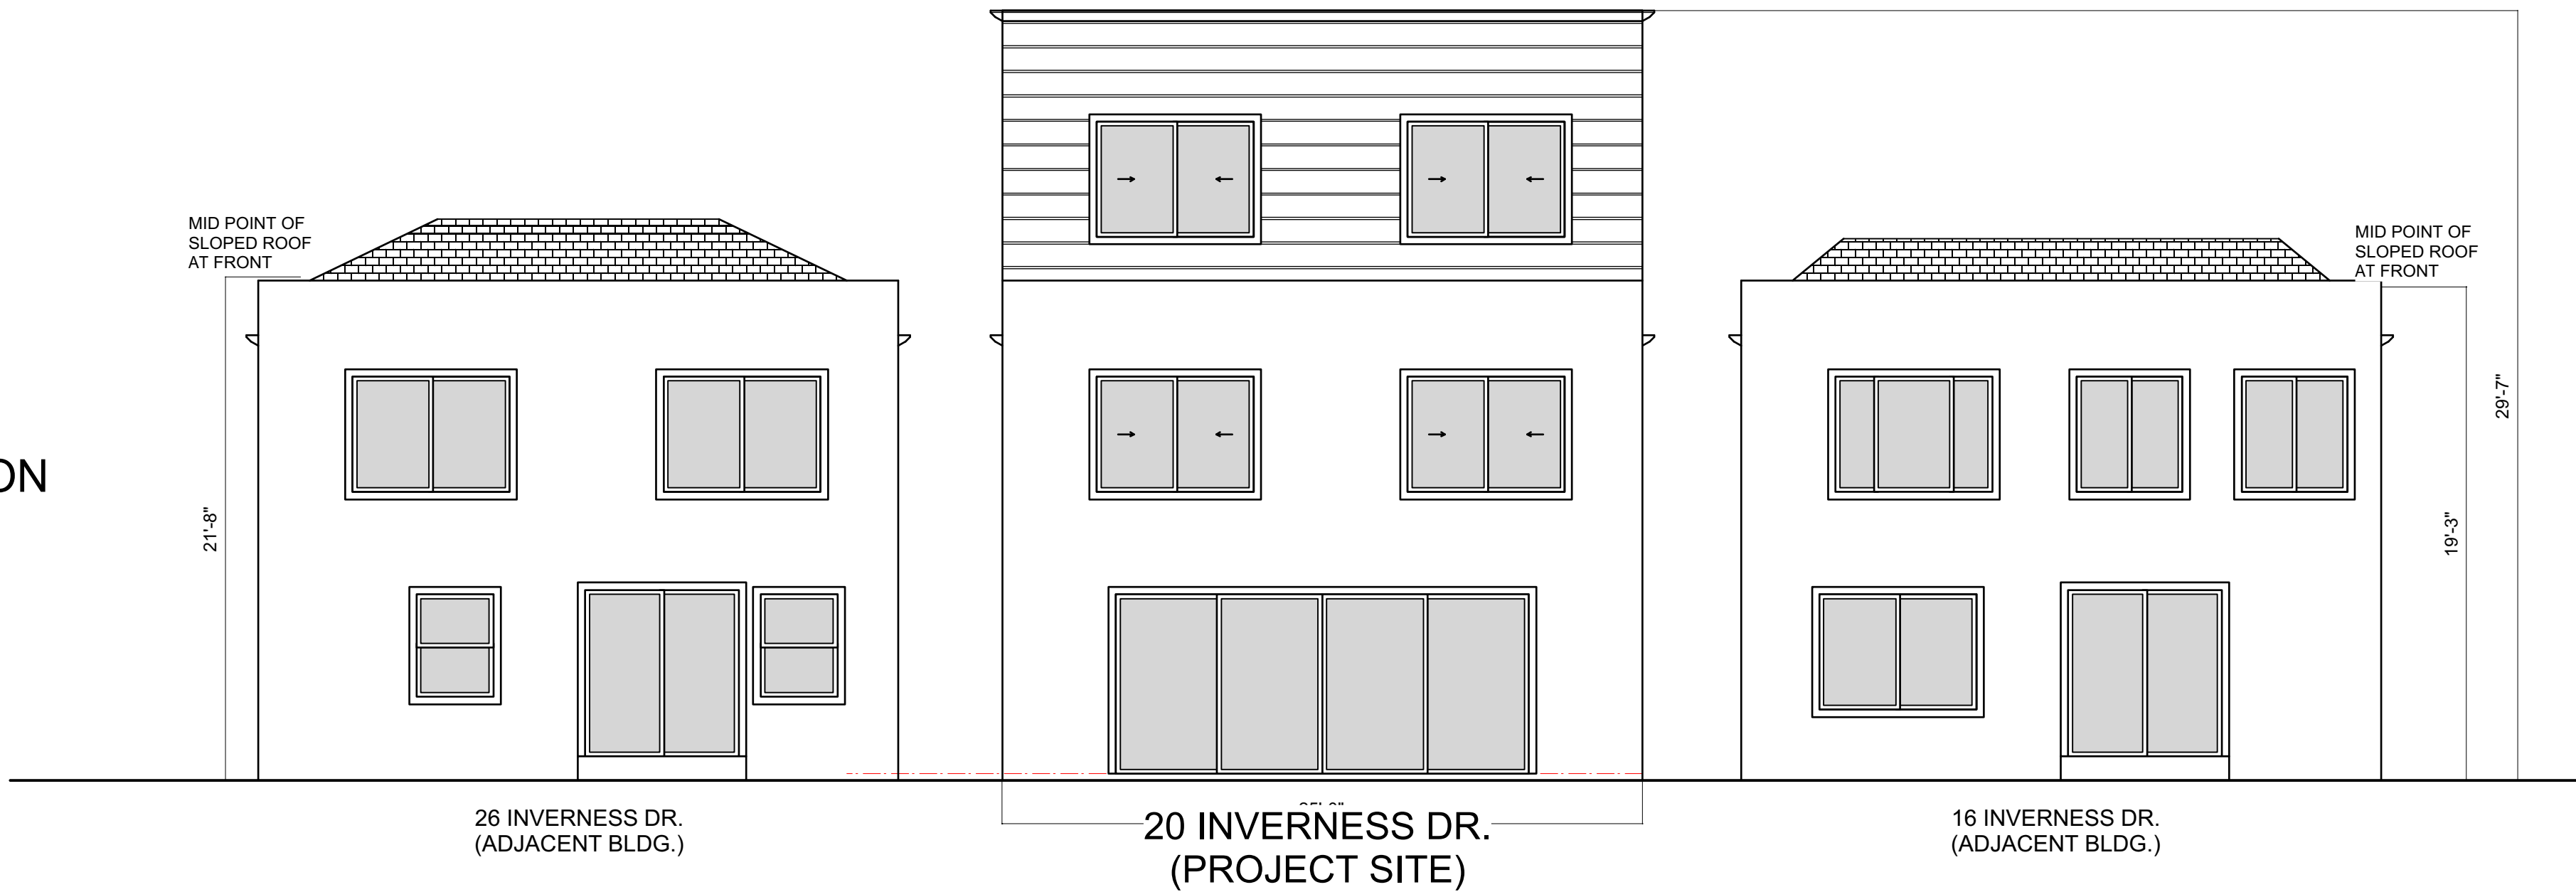 MID POINT OF
SLOPED ROOF
AT FRONT
MID POINT OF
SLOPED ROOF
AT FRONT
29'-7"
ON
21'-8"
19'-3"
26 INVERNESS DR.
(ADJACENT BLDG.)
20 INVERNESS DR.
(PROJECT SITE)
16 INVERNESS DR.
(ADJACENT BLDG.)